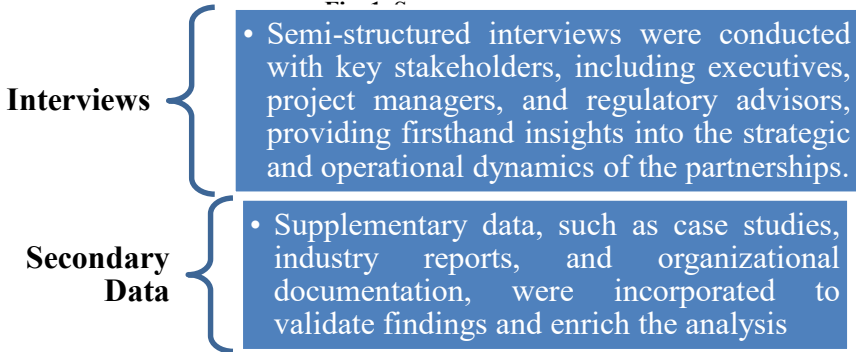 Interviews
• Semi-structured interviews were conducted
with key stakeholders, including executives,
project managers, and regulatory advisors,
providing firsthand insights into the strategic
and operational dynamics of the partnerships.
Secondary
Data
• Supplementary data, such as case studies,
industry reports, and organizational
documentation, were incorporated to
validate findings and enrich the analysis